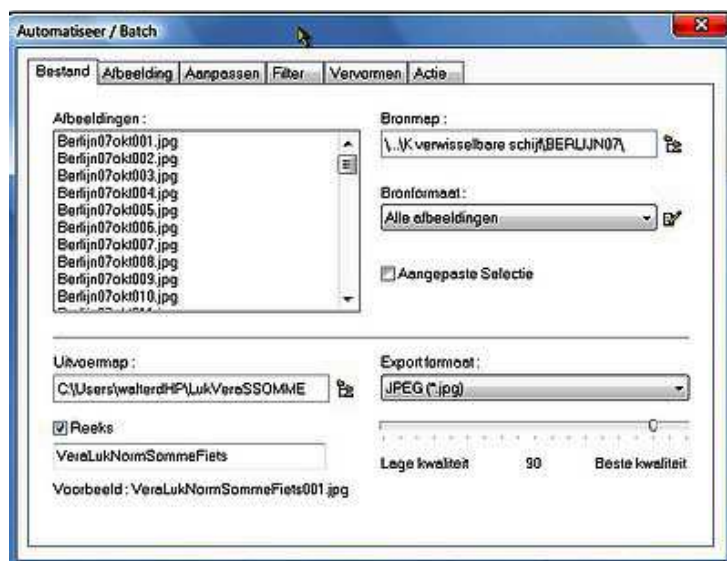 Automatiseer / Batch
Bestand Afbeelding Aanpassen Filter Vervormen Actie
Afbeeldingen :
Berlijn07okt001.jpg
Berlijn07okt002.jpg
Berlijn07okt003.jpg
Berlijn07okt004.jpg
Berlijn07okt005.jpg
Berlijn07okt006.jpg
Berlijn07okt007.jpg
Berlijn07okt008.jpg
Berlijn07okt009.jpg
Berlijn07okt010.jpg
Bronmap :
\...\K verwisselbare schijf\BERLIJN07\
Bronformaat :
Alle afbeeldingen
Aangepaste Selectie
Uitvoermap :
C:\Users\walterdHP\LukVeraSSOMME
Reeks
VeraLukNormSommeFiets
Voorbeeld : VeraLukNormSommeFiets001.jpg
Exportformaat :
JPEG (*.jpg)
Lage kwaliteit 90 Beste kwaliteit